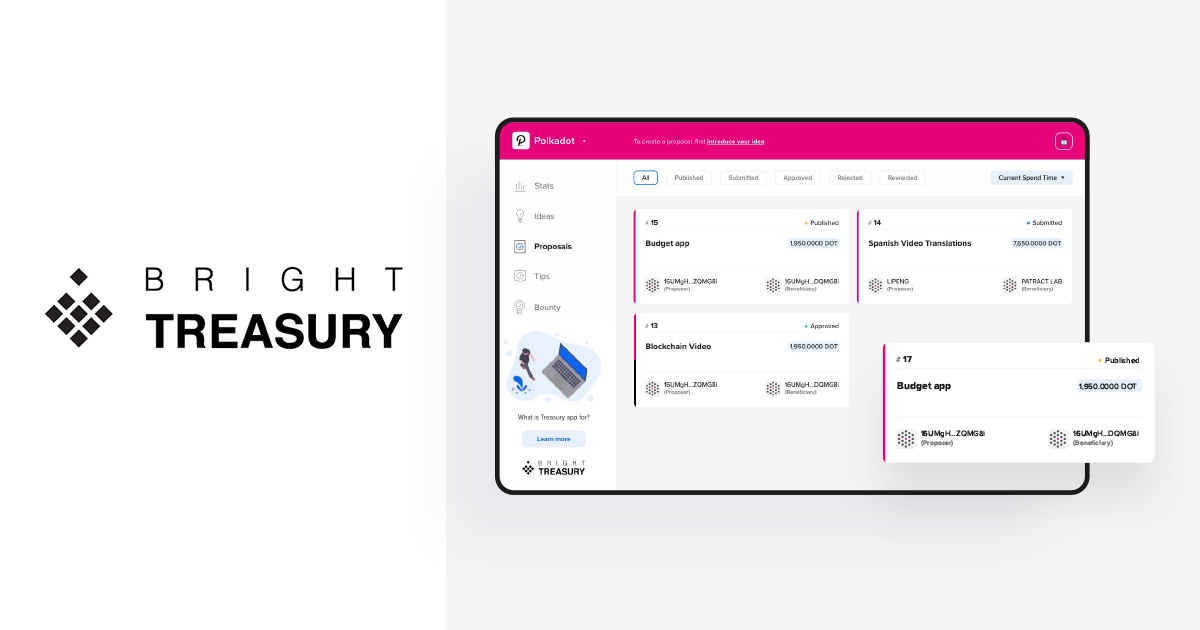 B R I G H T
TREASURY
Polkadot
To create a proposal, first introduce your idea
Stats
Ideas
Proposals
Tips
Bounty
What is Treasury app for?
Learn more
B R I G H T
TREASURY
All
Published
Submitted
Approved
Rejected
Rewarded
Current Spend Time
# 15
Published
Budget app
1,950.0000 DOT
16UMgH...ZQMG8i
(Proposer)
16UMgH...DQMG8i
(Beneficiary)
# 14
Submitted
Spanish Video Translations
7,650.0000 DOT
LIPENG
(Proposer)
PATRACT LAB
(Beneficiary)
# 13
Approved
Blockchain Video
1,950.0000 DOT
16UMgH...ZQMG8i
(Proposer)
16UMgH...DQMG8i
(Beneficiary)
# 17
Published
Budget app
1,950.0000 DOT
16UMgH...ZQMG8i
(Proposer)
16UMgH...DQMG8i
(Beneficiary)